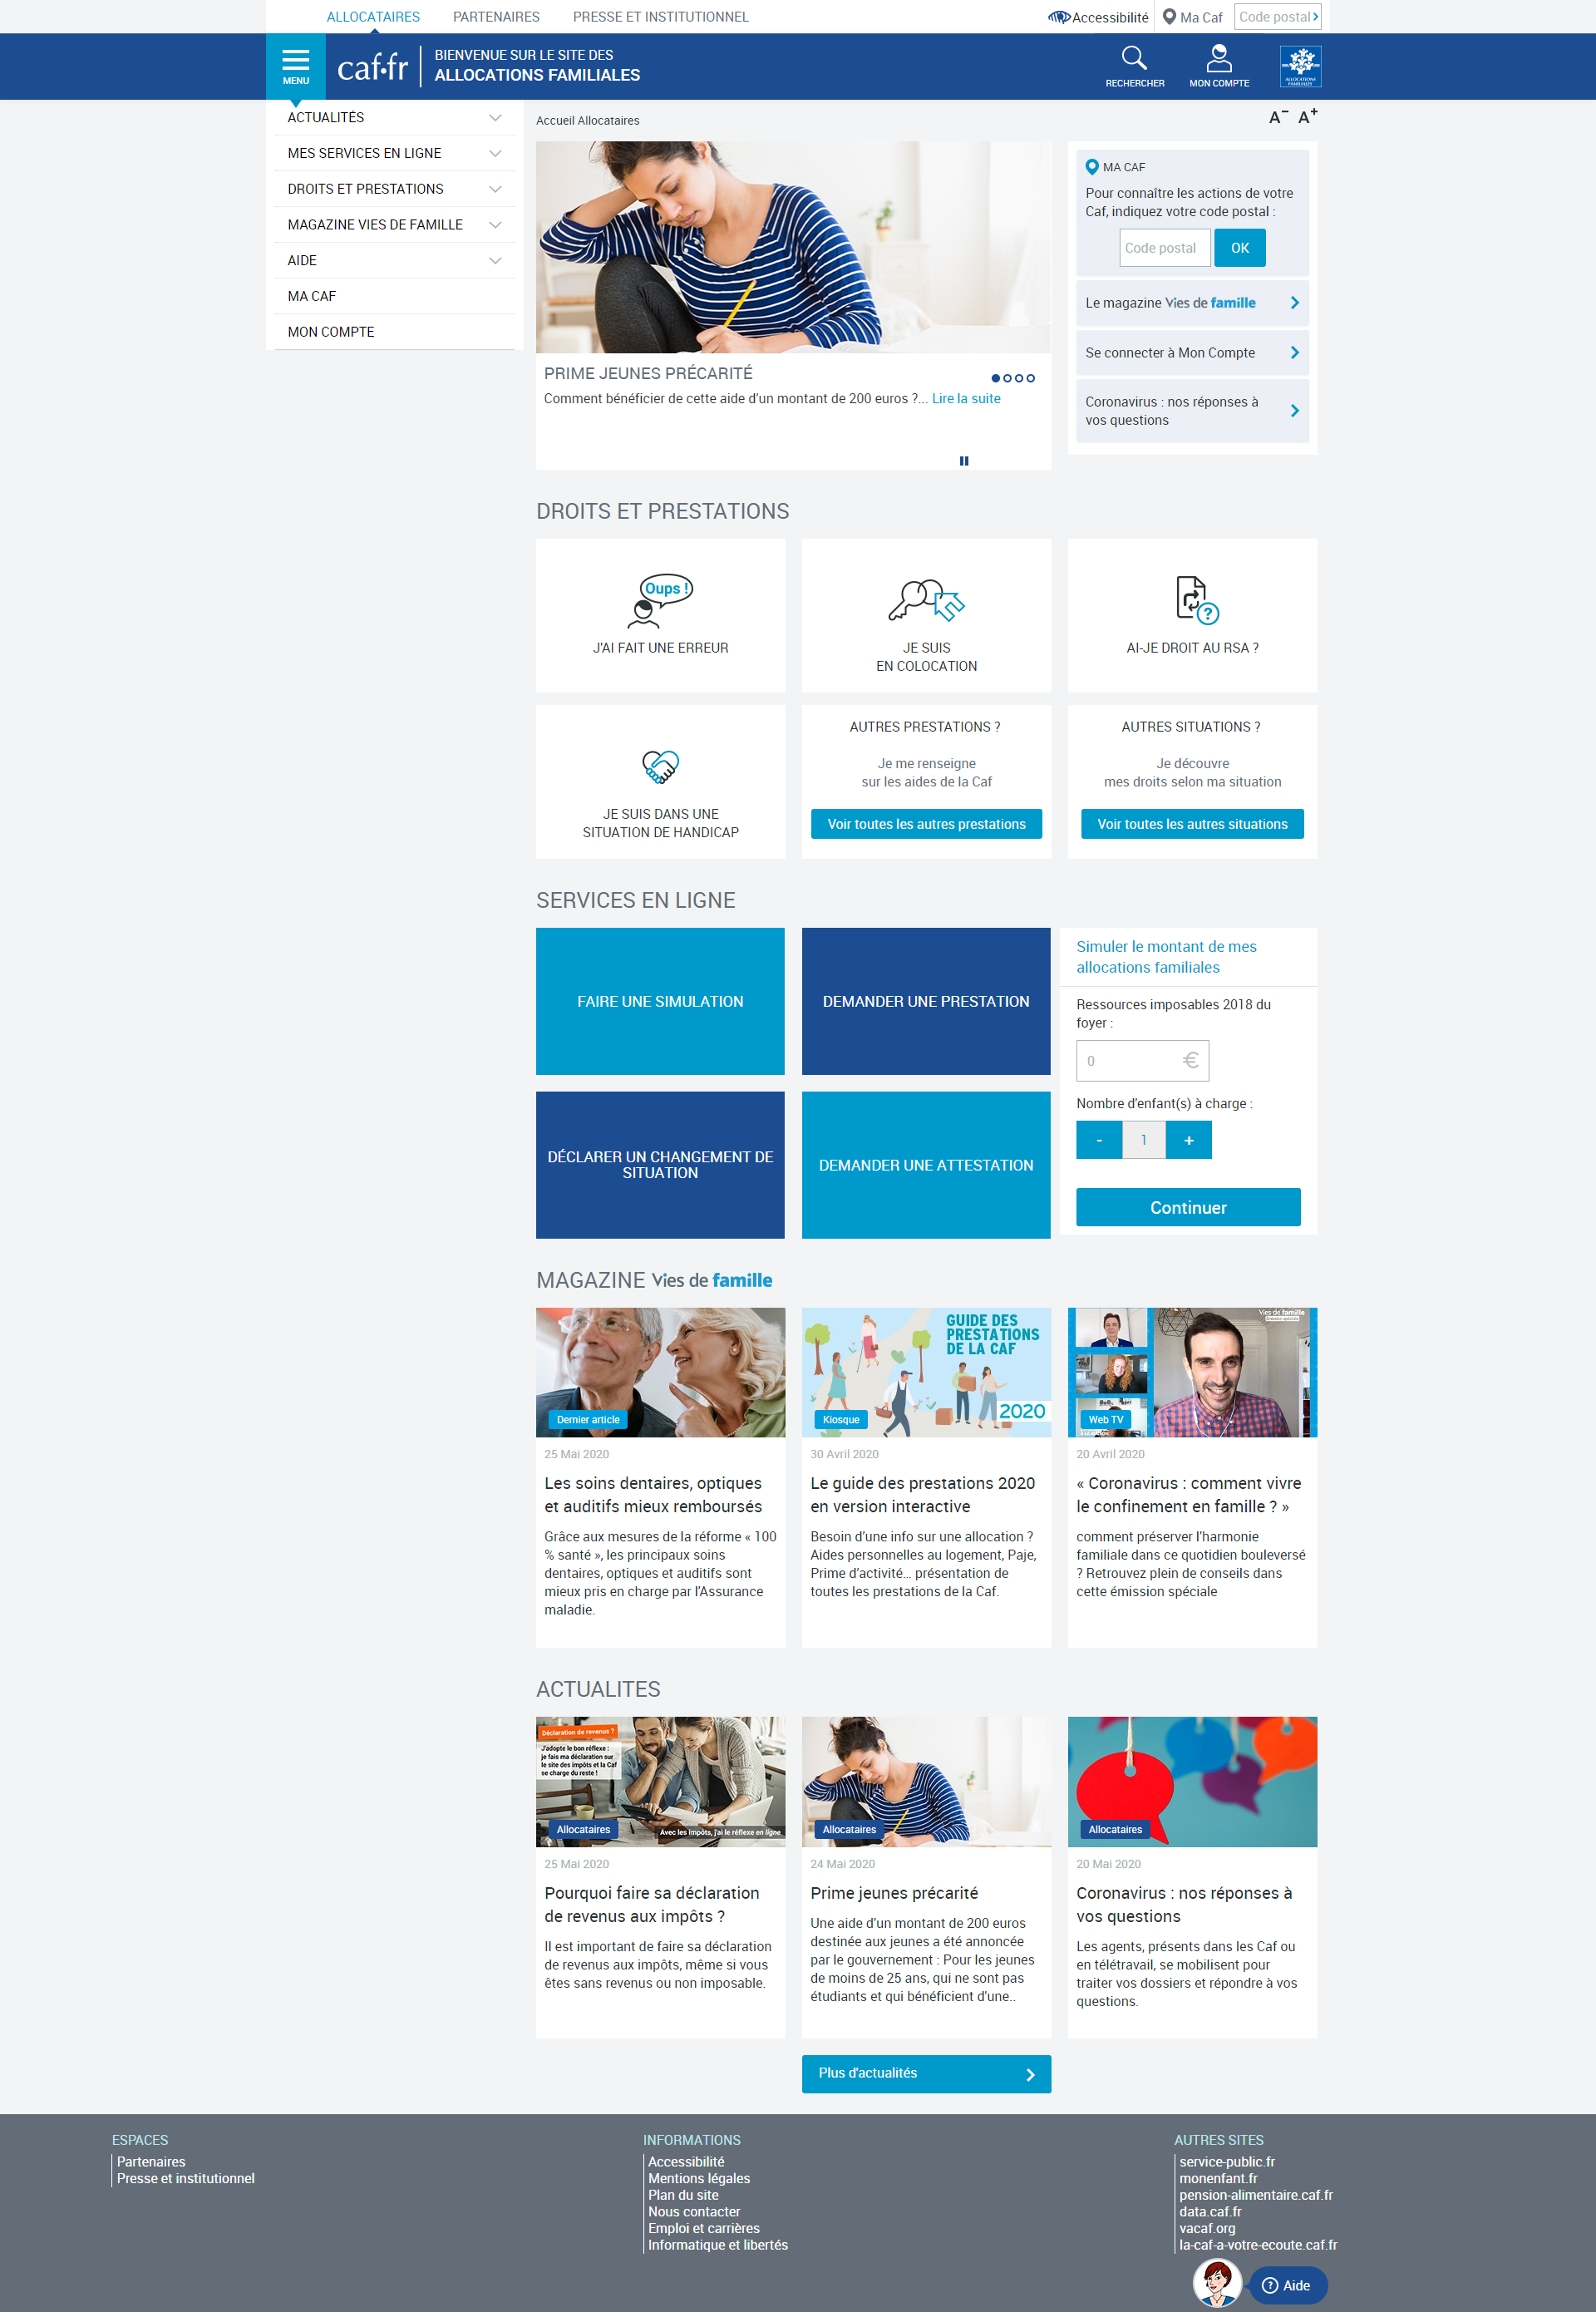 ALLOCATAIRES PARTENAIRES PRESSE ET INSTITUTIONNEL Accessibilité Ma Caf Code postal
MENU
caf.fr
BIENVENUE SUR LE SITE DES
ALLOCATIONS FAMILIALES
RECHERCHER
MON COMPTE
ALLOCATIONS
FAMILIALES
ACTUALITÉS
MES SERVICES EN LIGNE
DROITS ET PRESTATIONS
MAGAZINE VIES DE FAMILLE
AIDE
MA CAF
MON COMPTE
Accueil Allocataires
A− A+
PRIME JEUNES PRÉCARITÉ
Comment bénéficier de cette aide d'un montant de 200 euros ?... Lire la suite
MA CAF
Pour connaître les actions de votre
Caf, indiquez votre code postal :
Code postal OK
Le magazine Vies de famille
Se connecter à Mon Compte
Coronavirus : nos réponses à
vos questions
DROITS ET PRESTATIONS
Oups !
J'AI FAIT UNE ERREUR
JE SUIS
EN COLOCATION
?
AI-JE DROIT AU RSA ?
JE SUIS DANS UNE
SITUATION DE HANDICAP
AUTRES PRESTATIONS ?
Je me renseigne
sur les aides de la Caf
Voir toutes les autres prestations
AUTRES SITUATIONS ?
Je découvre
mes droits selon ma situation
Voir toutes les autres situations
SERVICES EN LIGNE
FAIRE UNE SIMULATION
DEMANDER UNE PRESTATION
DÉCLARER UN CHANGEMENT DE
SITUATION
DEMANDER UNE ATTESTATION
Simuler le montant de mes
allocations familiales
Ressources imposables 2018 du
foyer :
0 €
Nombre d'enfant(s) à charge :
- 1 +
Continuer
MAGAZINE Vies de famille
Dernier article
25 Mai 2020
Les soins dentaires, optiques
et auditifs mieux remboursés
Grâce aux mesures de la réforme « 100
% santé », les principaux soins
dentaires, optiques et auditifs sont
mieux pris en charge par l'Assurance
maladie.
GUIDE DES
PRESTATIONS
DE LA CAF
2020
Kiosque
30 Avril 2020
Le guide des prestations 2020
en version interactive
Besoin d'une info sur une allocation ?
Aides personnelles au logement, Paje,
Prime d'activité... présentation de
toutes les prestations de la Caf.
Vies de famille
Web TV
20 Avril 2020
« Coronavirus : comment vivre
le confinement en famille ? »
comment préserver l'harmonie
familiale dans ce quotidien bouleversé
? Retrouvez plein de conseils dans
cette émission spéciale
ACTUALITES
Déclaration de revenus ?
J'adopte le bon réflexe :
je fais ma déclaration sur
le site des impôts et la Caf
se charge du reste !
Allocataires
Avec les impôts, j'ai le réflexe en ligne
25 Mai 2020
Pourquoi faire sa déclaration
de revenus aux impôts ?
Il est important de faire sa déclaration
de revenus aux impôts, même si vous
êtes sans revenus ou non imposable.
Allocataires
24 Mai 2020
Prime jeunes précarité
Une aide d'un montant de 200 euros
destinée aux jeunes a été annoncée
par le gouvernement : Pour les jeunes
de moins de 25 ans, qui ne sont pas
étudiants et qui bénéficient d'une..
Allocataires
20 Mai 2020
Coronavirus : nos réponses à
vos questions
Les agents, présents dans les Caf ou
en télétravail, se mobilisent pour
traiter vos dossiers et répondre à vos
questions.
Plus d'actualités
ESPACES
Partenaires
Presse et institutionnel
INFORMATIONS
Accessibilité
Mentions légales
Plan du site
Nous contacter
Emploi et carrières
Informatique et libertés
AUTRES SITES
service-public.fr
monenfant.fr
pension-alimentaire.caf.fr
data.caf.fr
vacaf.org
la-caf-a-votre-ecoute.caf.fr
? Aide